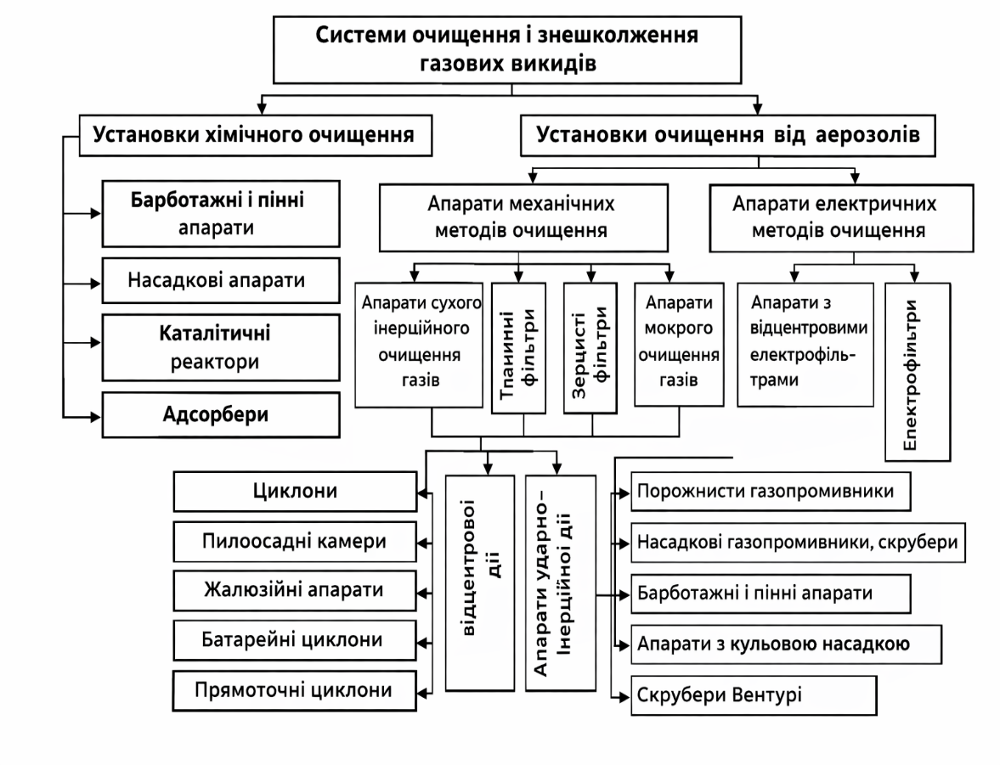 Системи очищення і знешколження
газових викидів
Установки хімічного очищення
Установки очищення від аерозолів
Барботажні і пінні
апарати
Насадкові апарати
Каталітичні
реактори
Адсорбери
Апарати механічних
методів очищення
Апарати електричних
методів очищення
Апарати сухого
інерційного
очищення
газів
Тпанинні
фільтри
Зерцисті
фільтри
Апарати
мокрого
очищення
газів
Апарати з
відцентровими
електрофіль-
трами
Епектрофільтри
Циклони
Пилоосадні камери
Жалюзійні апарати
Батарейні циклони
Прямоточні циклони
відцентрової
дії
Апарати ударно–
Інерційної дії
Порожнисти газопромивники
Насадкові газопромивники, скрубери
Барботажні і пінні апарати
Апарати з кульовою насадкою
Скрубери Вентурі